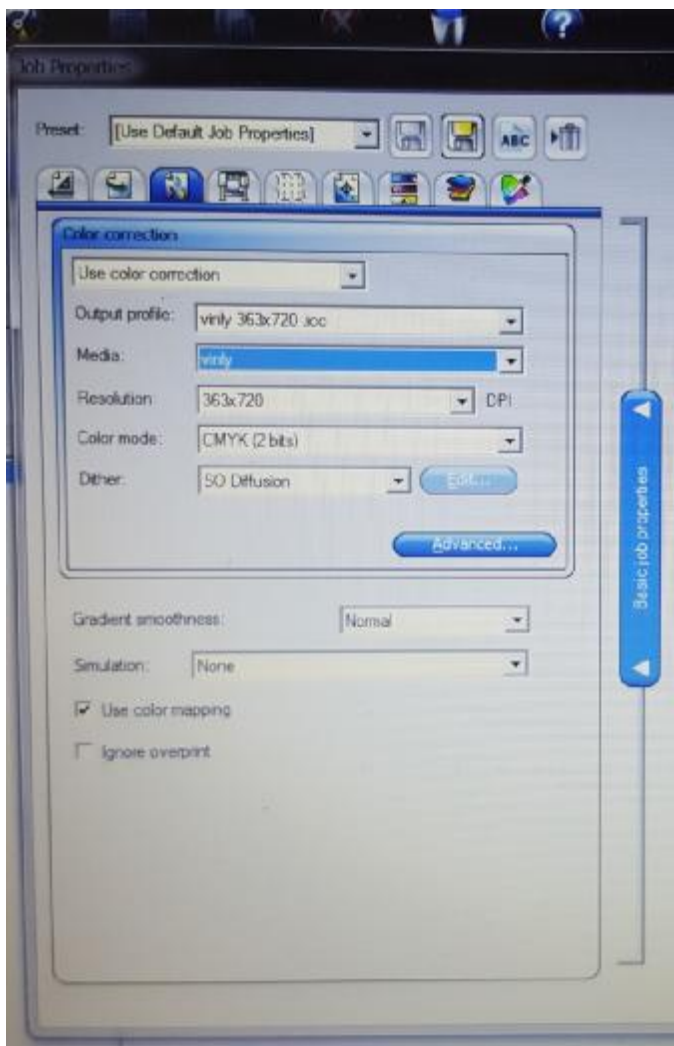 Job Properties
Preset: [Use Default Job Properties] ABC
Color correction
Use color correction
Output profile: vinly 363x720 .icc
Media: vinly
Resolution 363x720 DPI
Color mode: CMYK (2 bits)
Dither: SO Diffusion Edit...
Advanced...
Gradient smoothness: Normal
Simulation: None
Use color mapping
Ignore overprint
Basic job properties